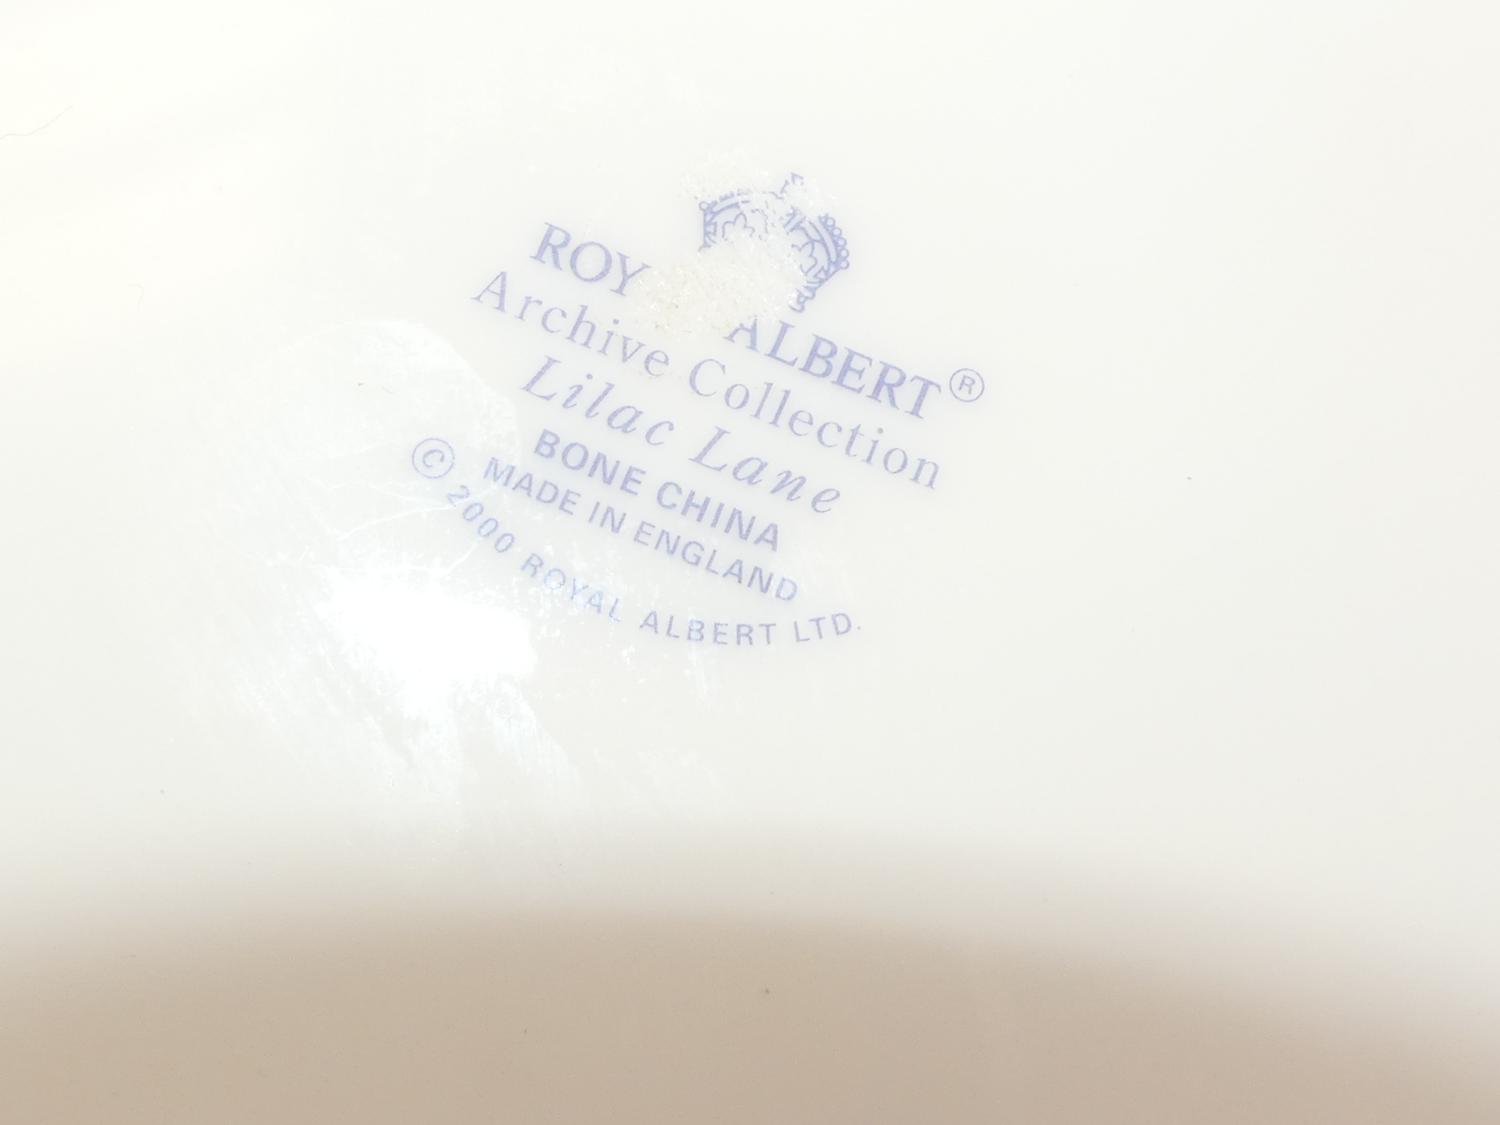 ROY ALBERT®
Archive Collection
Lilac Lane
BONE CHINA
MADE IN ENGLAND
© 2000 ROYAL ALBERT LTD.